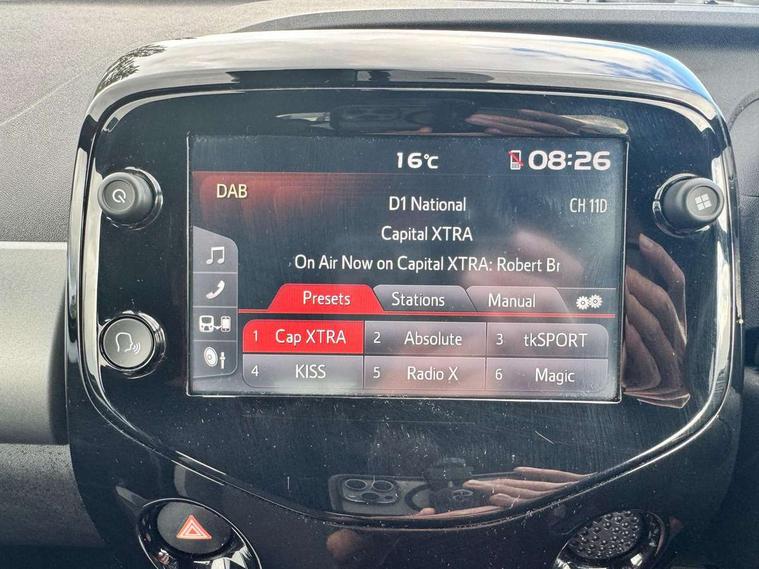 16°C 08:26
DAB
D1 National CH 11D
Capital XTRA
On Air Now on Capital XTRA: Robert Br
Presets Stations Manual
1 Cap XTRA 2 Absolute 3 tkSPORT
4 KISS 5 Radio X 6 Magic